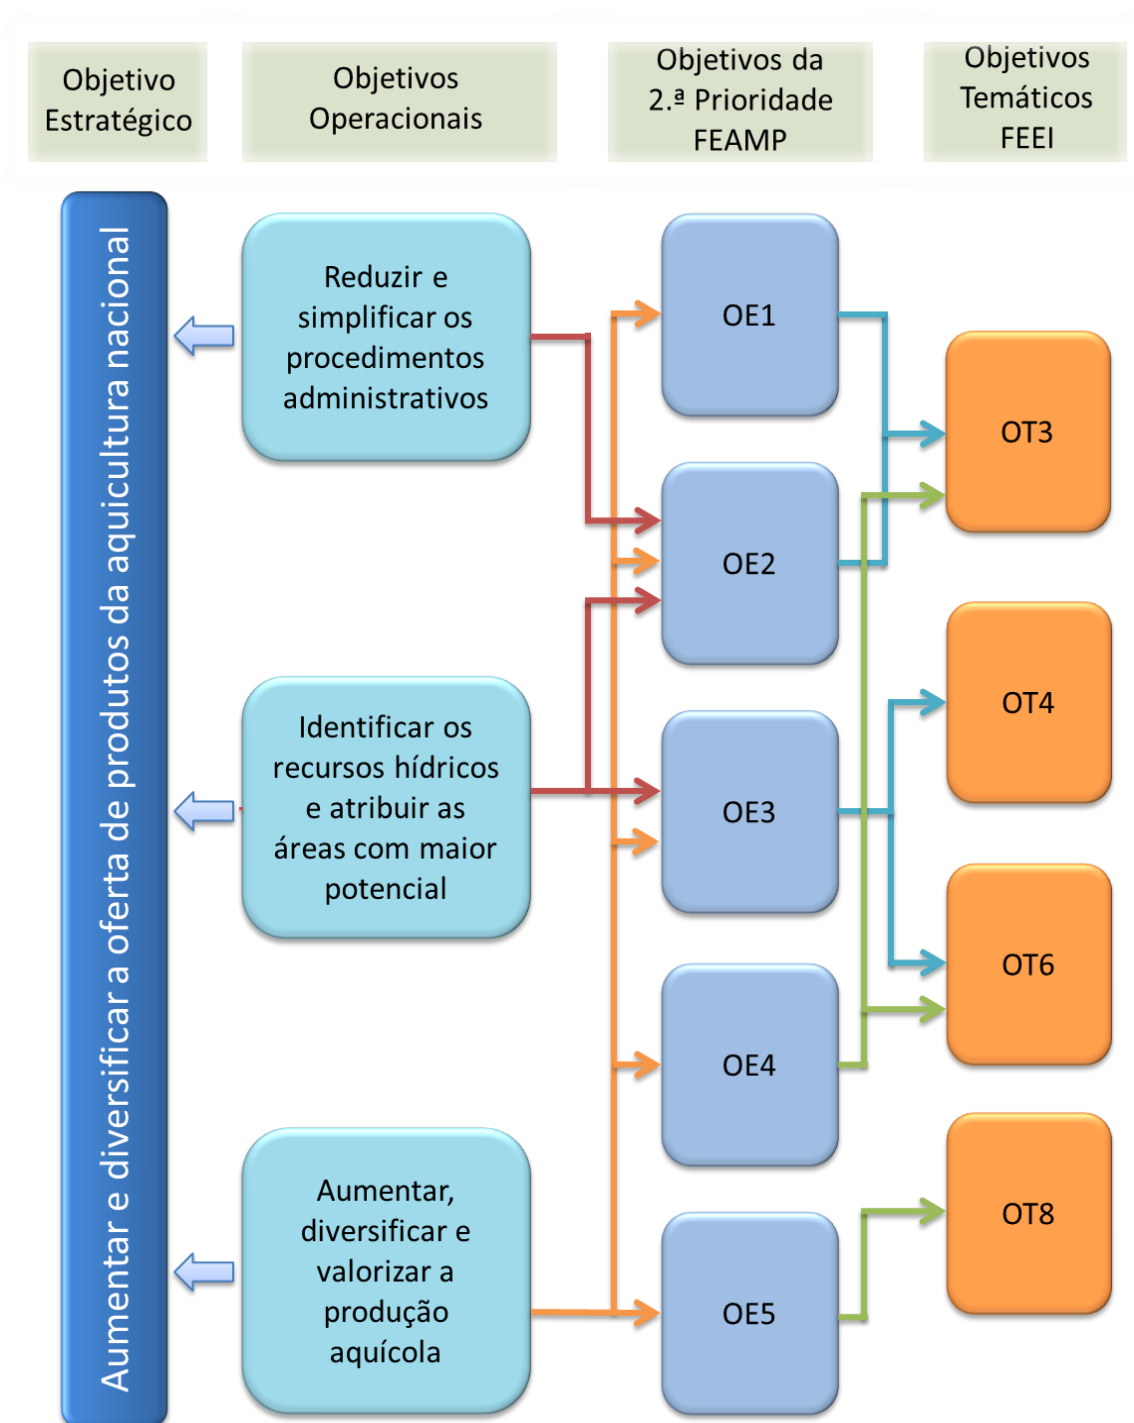 Objetivo
Estratégico
Objetivos
Operacionais
Objetivos da
2.ª Prioridade
FEAMP
Objetivos
Temáticos
FEEI
Aumentar e diversificar a oferta de produtos da aquicultura nacional
Reduzir e
simplificar os
procedimentos
administrativos
Identificar os
recursos hídricos
e atribuir as
áreas com maior
potencial
Aumentar,
diversificar e
valorizar a
produção
aquícola
OE1
OE2
OE3
OE4
OE5
OT3
OT4
OT6
OT8